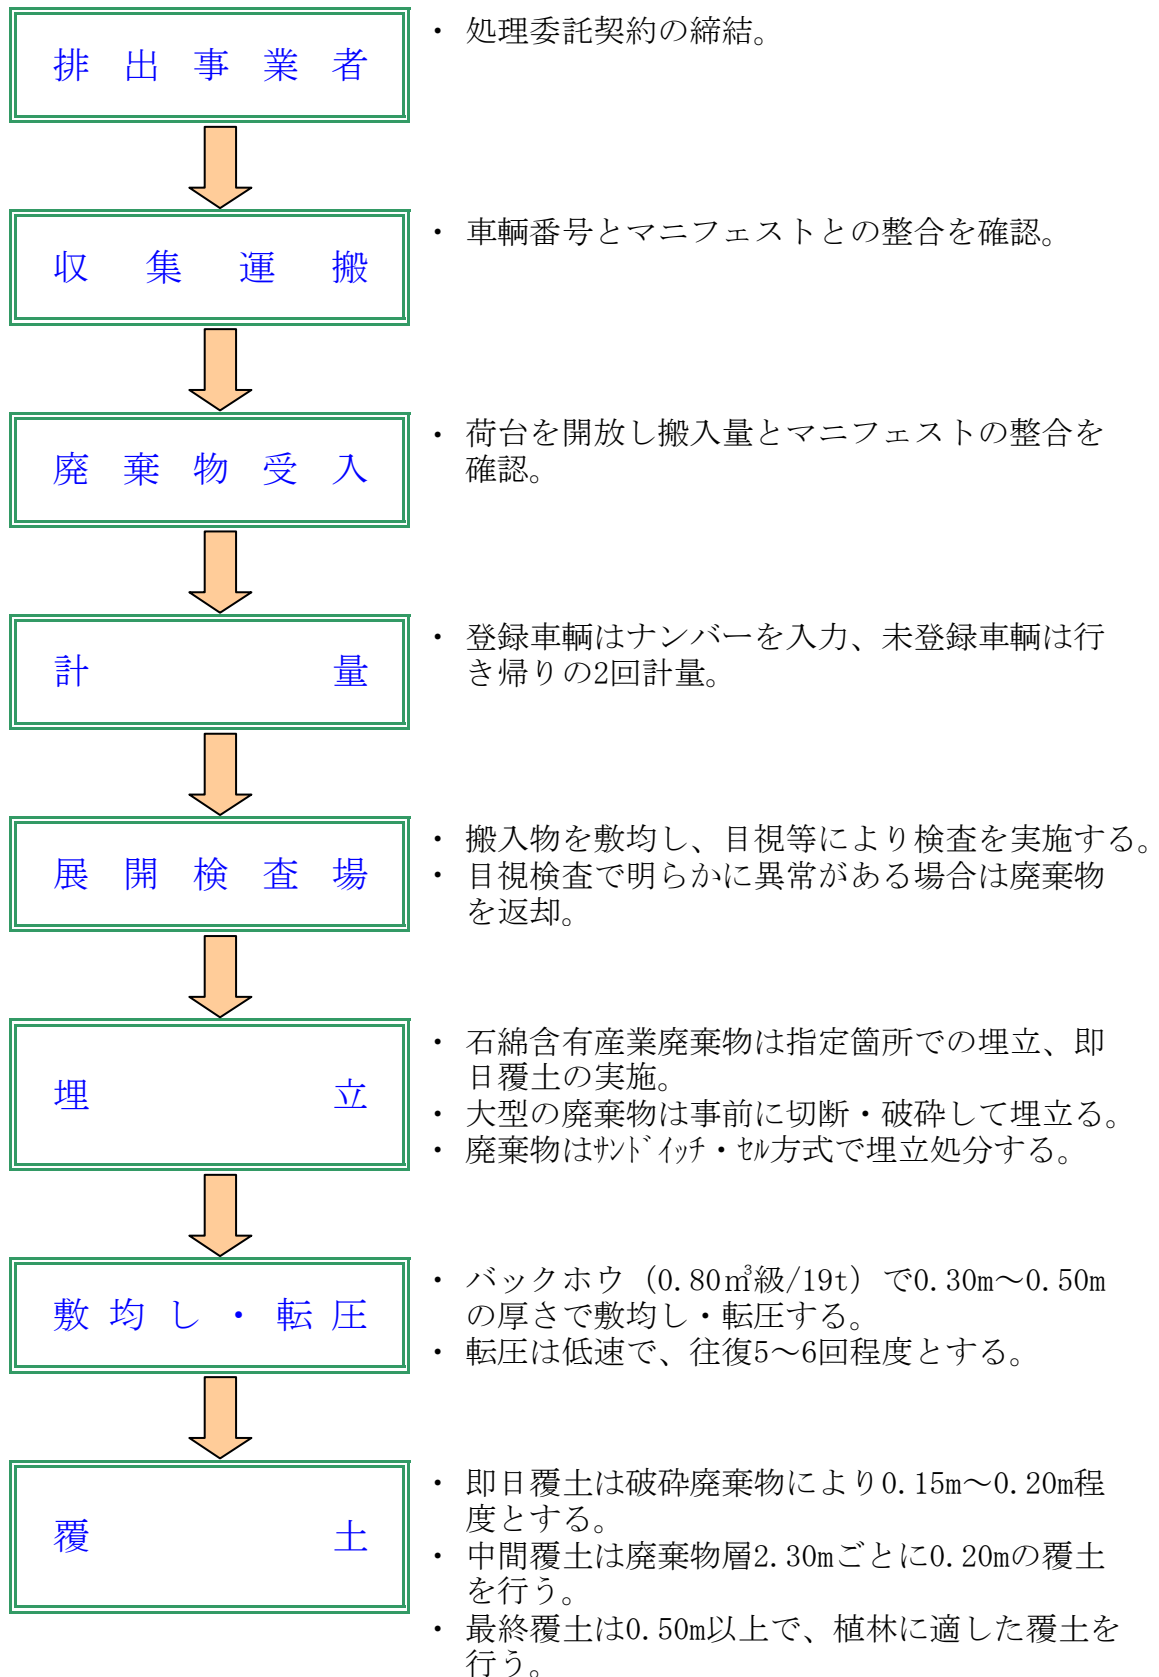 排出事業者
・ 処理委託契約の締結。
収集運搬
・ 車輌番号とマニフェストとの整合を確認。
廃棄物受入
・ 荷台を開放し搬入量とマニフェストの整合を
確認。
計量
・ 登録車輌はナンバーを入力、未登録車輌は行
き帰りの2回計量。
展開検査場
・ 搬入物を敷均し、目視等により検査を実施する。
・ 目視検査で明らかに異常がある場合は廃棄物
を返却。
埋立
・ 石綿含有産業廃棄物は指定箇所での埋立、即
日覆土の実施。
・ 大型の廃棄物は事前に切断・破砕して埋立る。
・ 廃棄物はｻﾝﾄﾞｲｯﾁ・ｾﾙ方式で埋立処分する。
敷均し・転圧
・ バックホウ（0.80㎥級/19t）で0.30m～0.50m
の厚さで敷均し・転圧する。
・ 転圧は低速で、往復5～6回程度とする。
覆土
・ 即日覆土は破砕廃棄物により0.15m～0.20m程
度とする。
・ 中間覆土は廃棄物層2.30mごとに0.20mの覆土
を行う。
・ 最終覆土は0.50m以上で、植林に適した覆土を
行う。